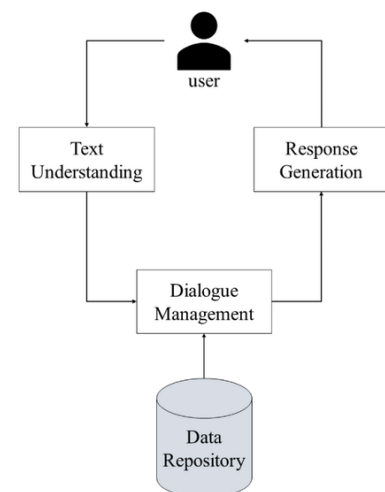 user
Text
Understanding
Response
Generation
Dialogue
Management
Data
Repository